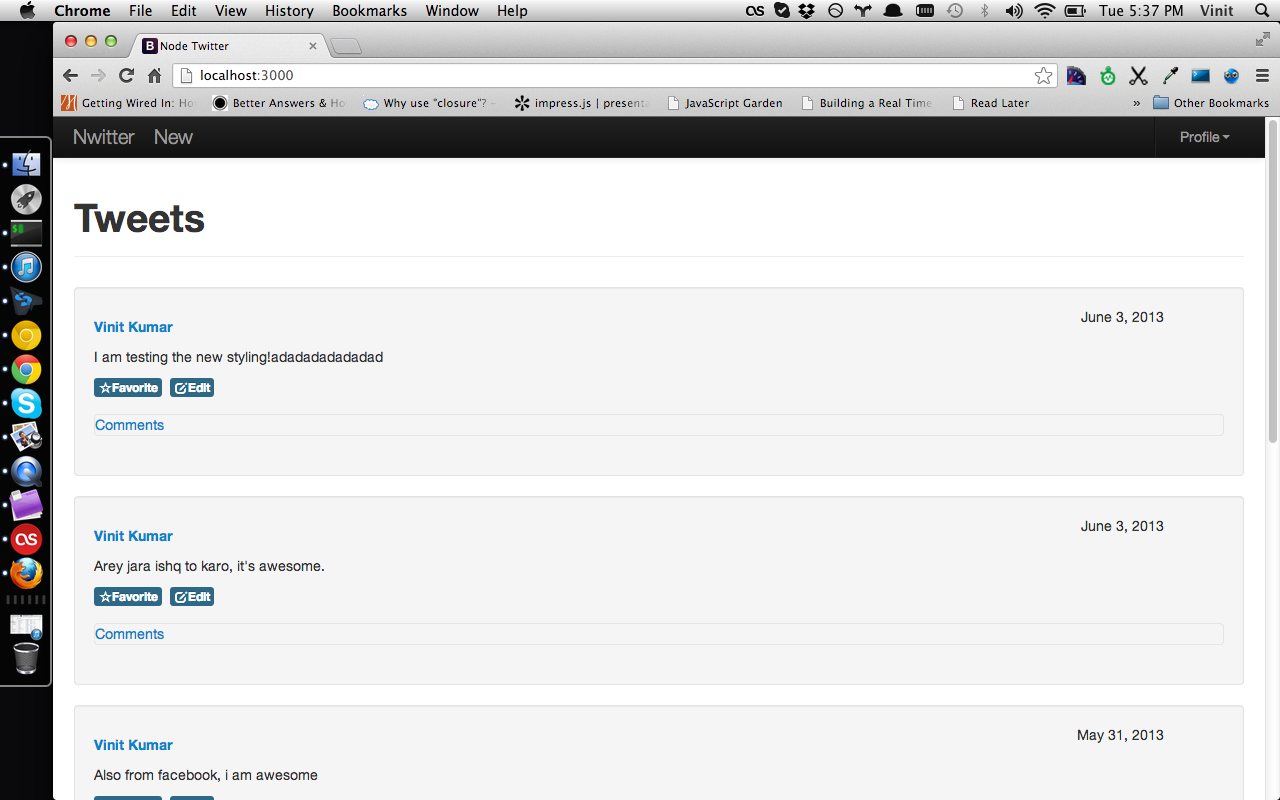 Chrome File Edit View History Bookmarks Window Help Tue 5:37 PM Vinit
Node Twitter
localhost:3000
Getting Wired In: Ho Better Answers & Ho Why use "closure"? - impress.js | presenta JavaScript Garden Building a Real Time Read Later » Other Bookmarks
Nwitter New Profile
Tweets
Vinit Kumar June 3, 2013
I am testing the new styling!adadadadadadad
Favorite Edit
Comments
Vinit Kumar June 3, 2013
Arey jara ishq to karo, it's awesome.
Favorite Edit
Comments
Vinit Kumar May 31, 2013
Also from facebook, i am awesome